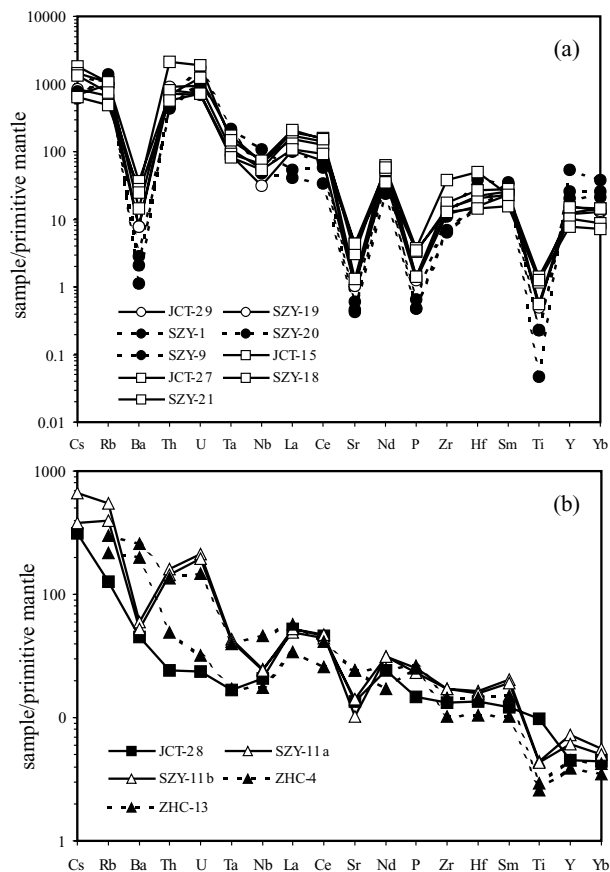 10000
(a)
1000
100
10
1
0.1
0.01
sample/primitive mantle
JCT-29 SZY-19
SZY-1 SZY-20
SZY-9 JCT-15
JCT-27 SZY-18
SZY-21
Cs Rb Ba Th U Ta Nb La Ce Sr Nd P Zr Hf Sm Ti Y Yb
1000
(b)
100
0
1
sample/primitive mantle
JCT-28 SZY-11a
SZY-11b ZHC-4
ZHC-13
Cs Rb Ba Th U Ta Nb La Ce Sr Nd P Zr Hf Sm Ti Y Yb